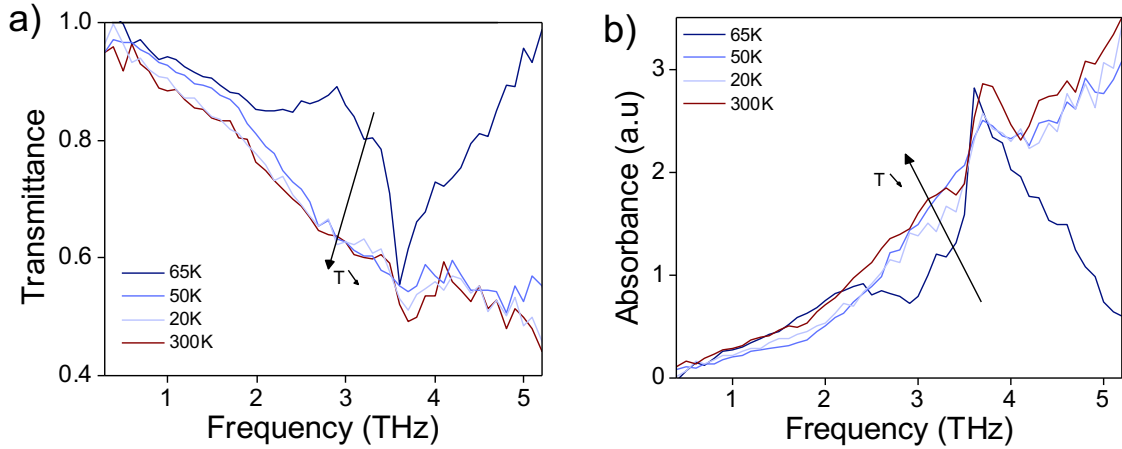 a)
1.0
0.8
0.6
0.4
Transmittance
65K
50K
20K
300K
T
1
2
3
4
5
Frequency (THz)
b)
3
2
1
0
Absorbance (a.u)
65K
50K
20K
300K
T
1
2
3
4
5
Frequency (THz)